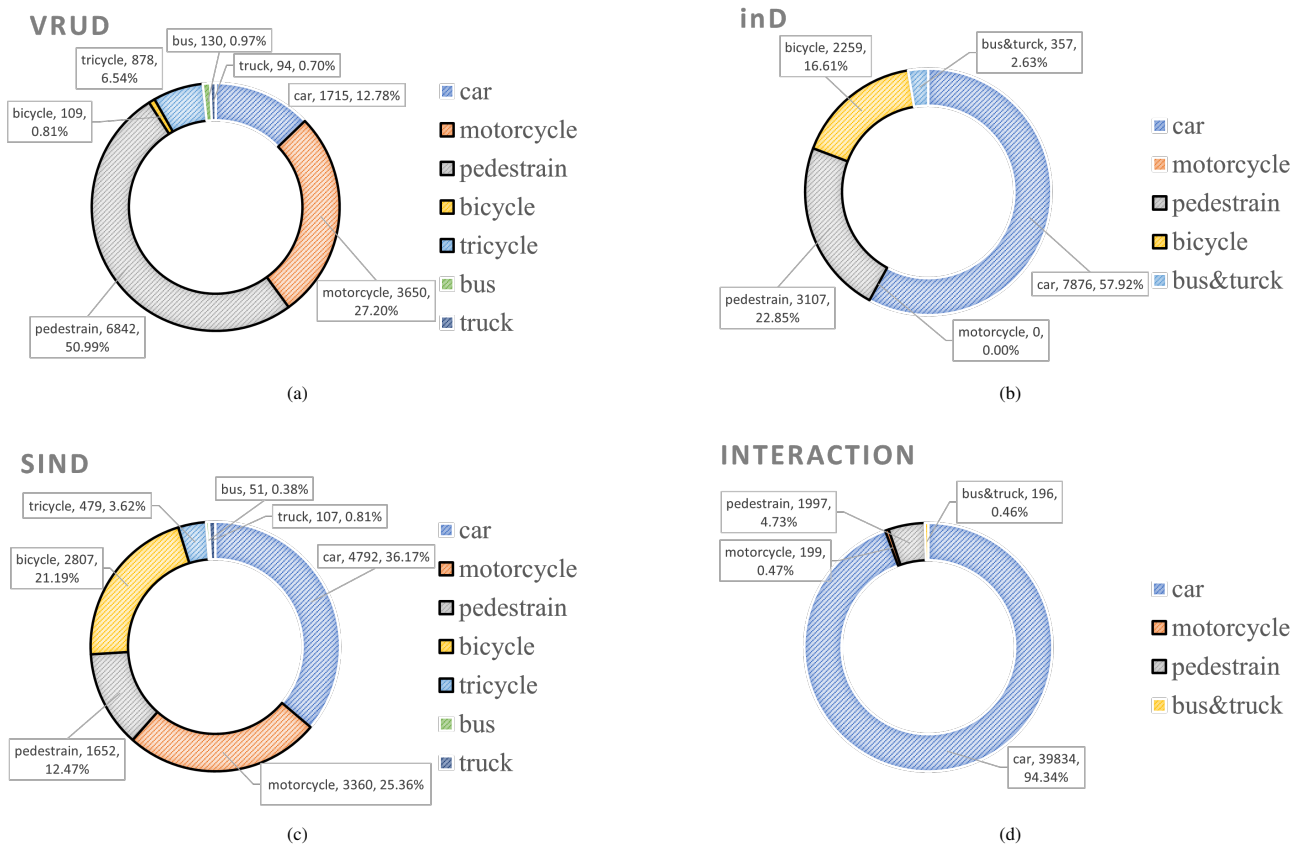 VRUD
bus, 130, 0.97%
tricycle, 878,
6.54%
truck, 94, 0.70%
car, 1715, 12.78%
bicycle, 109,
0.81%
motorcycle, 3650,
27.20%
pedestrain, 6842,
50.99%
car
motorcycle
pedestrain
bicycle
tricycle
bus
truck
(a)
inD
bicycle, 2259,
16.61%
bus&turck, 357,
2.63%
car, 7876, 57.92%
pedestrain, 3107,
22.85%
motorcycle, 0,
0.00%
car
motorcycle
pedestrain
bicycle
bus&turck
(b)
SIND
bus, 51, 0.38%
tricycle, 479, 3.62%
truck, 107, 0.81%
car, 4792, 36.17%
bicycle, 2807,
21.19%
pedestrain, 1652,
12.47%
motorcycle, 3360, 25.36%
car
motorcycle
pedestrain
bicycle
tricycle
bus
truck
(c)
INTERACTION
pedestrain, 1997,
4.73%
bus&truck, 196,
0.46%
motorcycle, 199,
0.47%
car, 39834,
94.34%
car
motorcycle
pedestrain
bus&truck
(d)